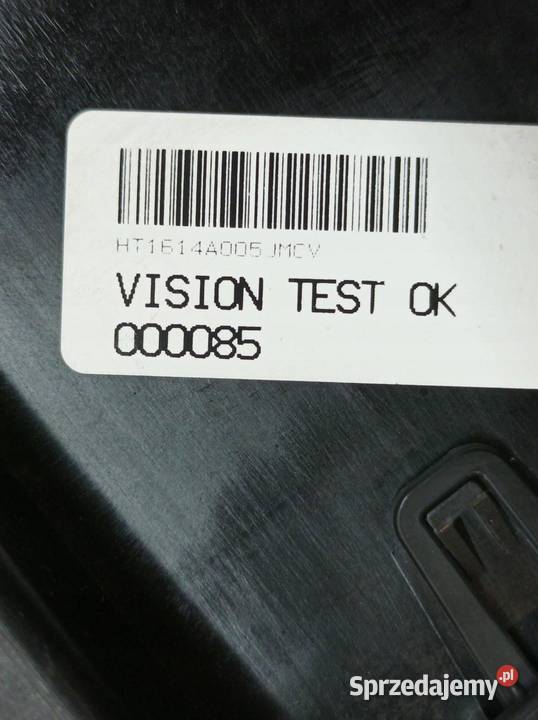 HT1614A005JMCV
VISION TEST OK
000085
Sprzedajemy.pl